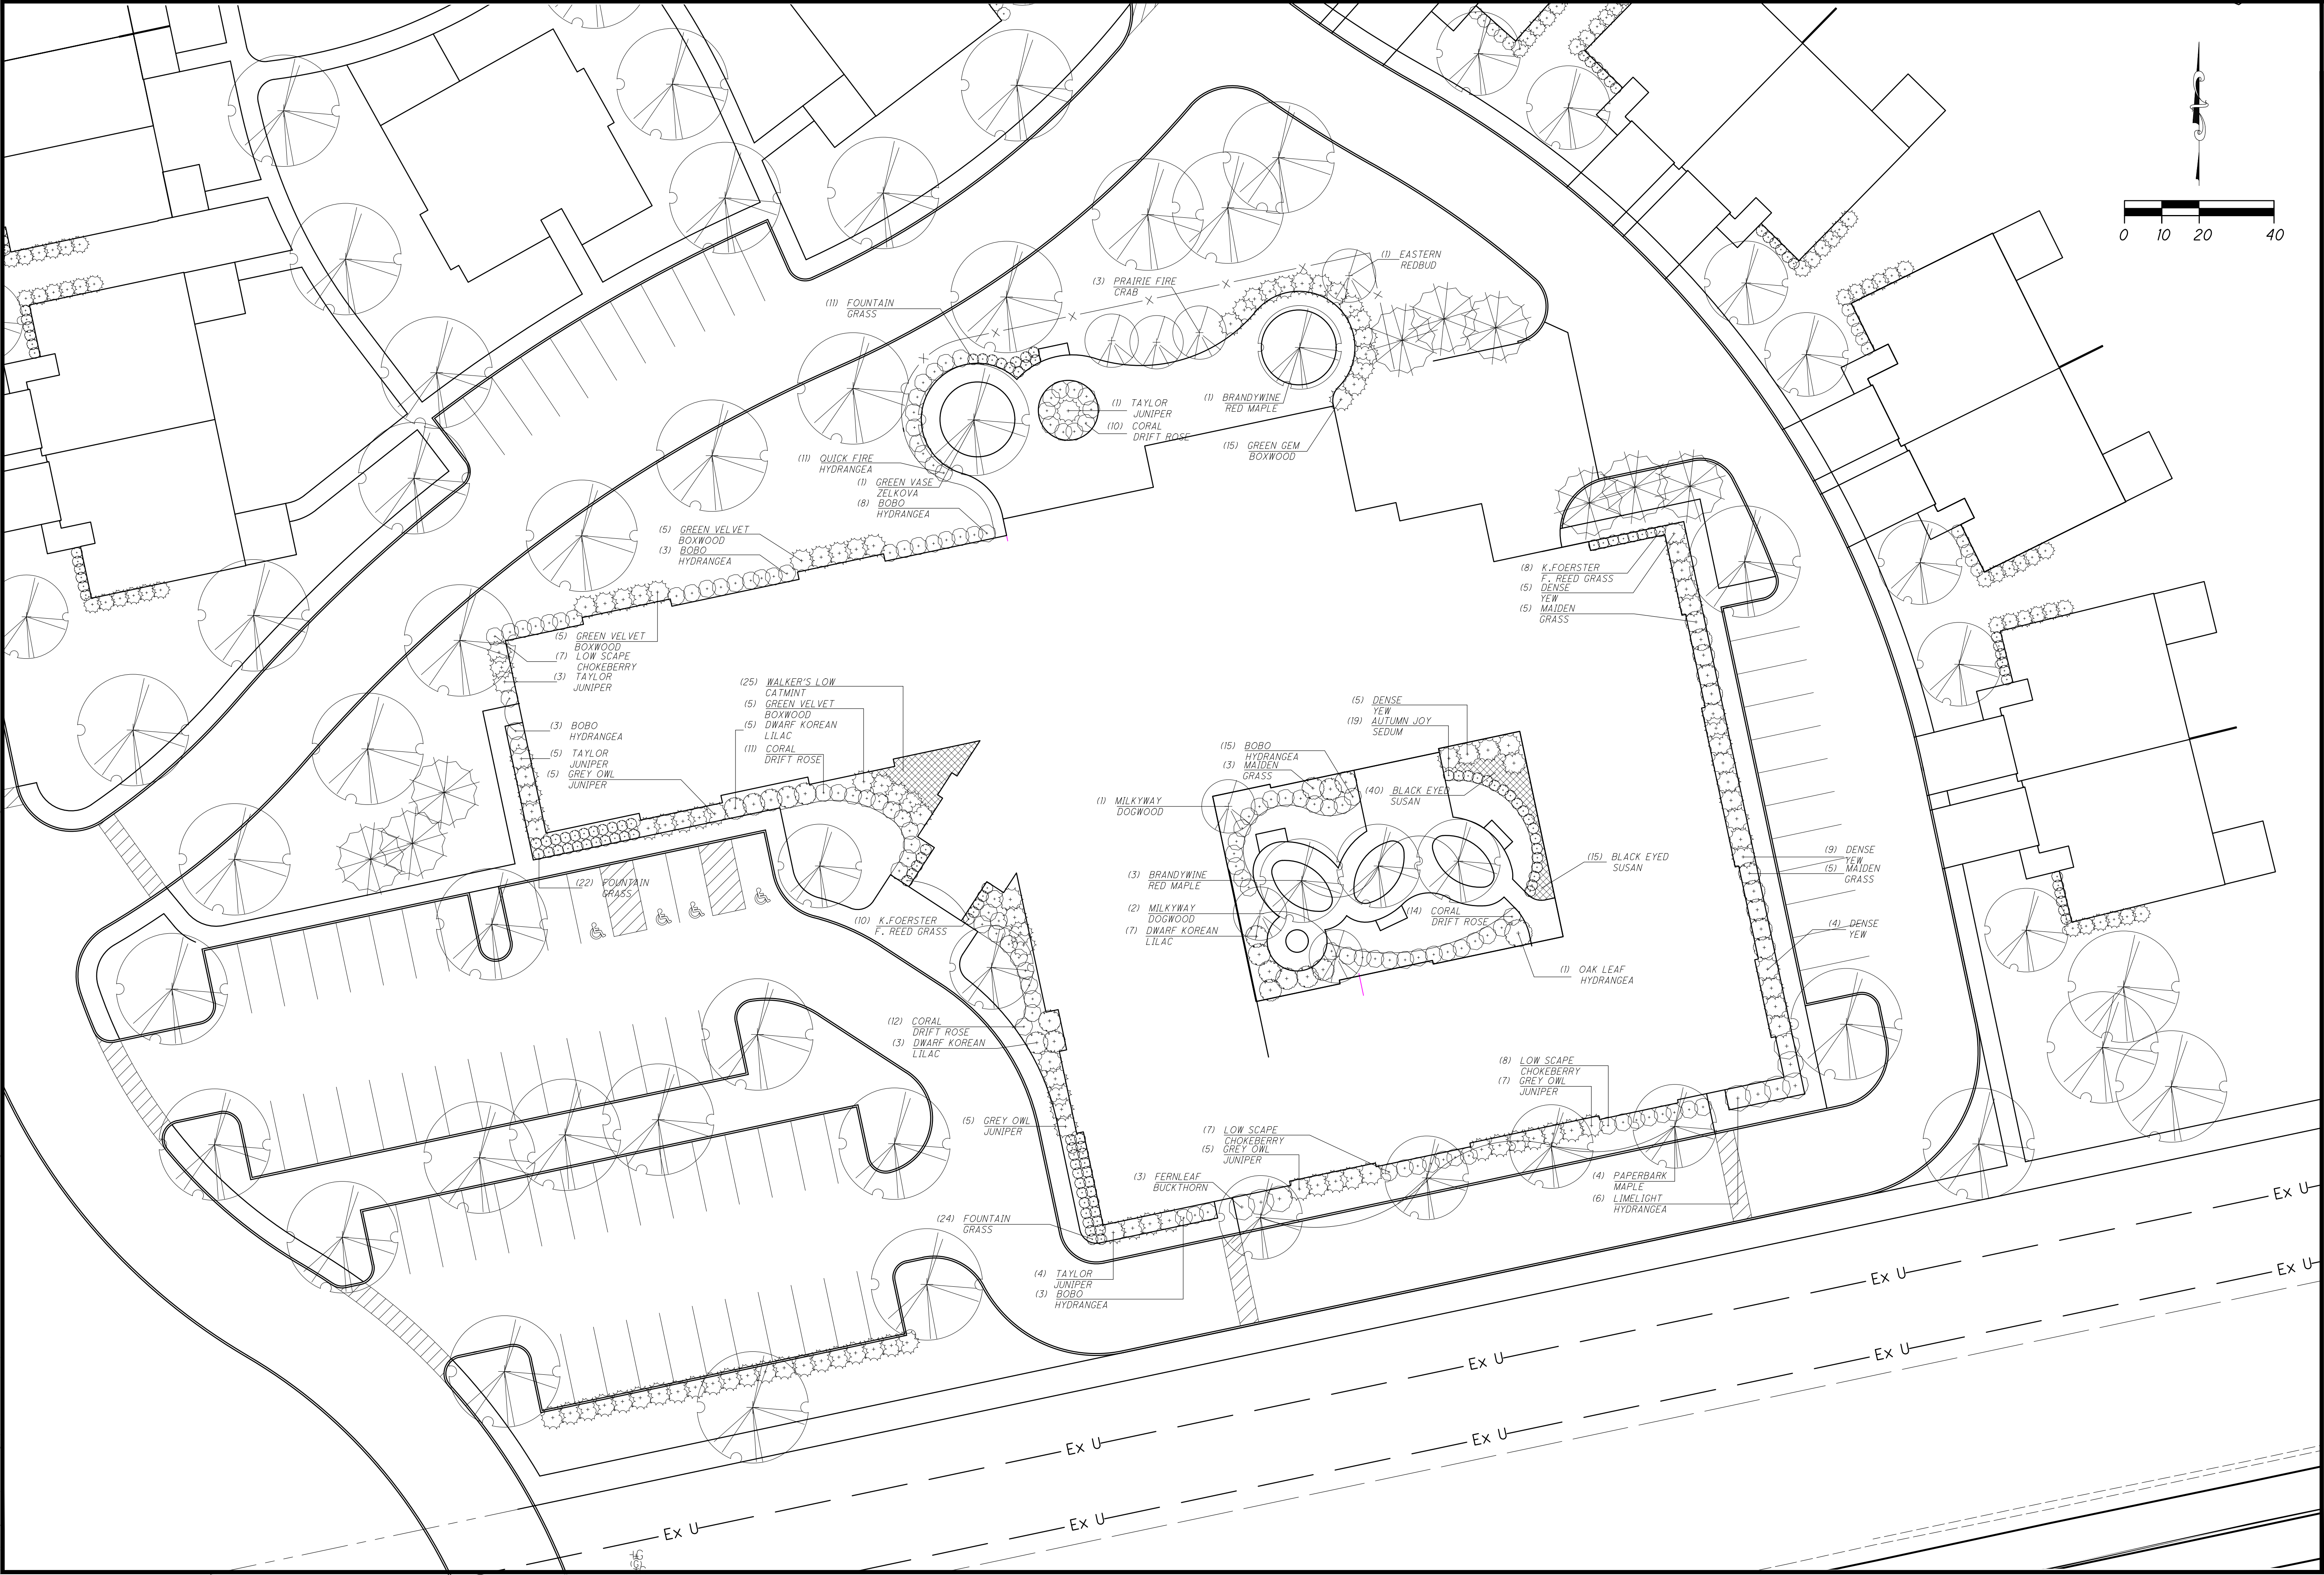 0 10 20 40
(1) EASTERN
REDBUD
(3) PRAIRIE FIRE
CRAB
(11) FOUNTAIN
GRASS
(1) TAYLOR
JUNIPER
(10) CORAL
DRIFT ROSE
(1) BRANDYWINE
RED MAPLE
(15) GREEN GEM
BOXWOOD
(11) QUICK FIRE
HYDRANGEA
(1) GREEN VASE
ZELKOVA
(8) BOBO
HYDRANGEA
(5) GREEN VELVET
BOXWOOD
(3) BOBO
HYDRANGEA
(8) K.FOERSTER
F. REED GRASS
(5) DENSE
YEW
(5) MAIDEN
GRASS
(5) GREEN VELVET
BOXWOOD
(7) LOW SCAPE
CHOKEBERRY
(3) TAYLOR
JUNIPER
(3) BOBO
HYDRANGEA
(5) TAYLOR
JUNIPER
(5) GREY OWL
JUNIPER
(25) WALKER'S LOW
CATMINT
(5) GREEN VELVET
BOXWOOD
(5) DWARF KOREAN
LILAC
(11) CORAL
DRIFT ROSE
(5) DENSE
YEW
(19) AUTUMN JOY
SEDUM
(15) BOBO
HYDRANGEA
(3) MAIDEN
GRASS
(40) BLACK EYED
SUSAN
(1) MILKYWAY
DOGWOOD
(15) BLACK EYED
SUSAN
(9) DENSE
YEW
(5) MAIDEN
GRASS
(3) BRANDYWINE
RED MAPLE
(2) MILKYWAY
DOGWOOD
(7) DWARF KOREAN
LILAC
(14) CORAL
DRIFT ROSE
(4) DENSE
YEW
(1) OAK LEAF
HYDRANGEA
(22) FOUNTAIN
GRASS
(10) K.FOERSTER
F. REED GRASS
(12) CORAL
DRIFT ROSE
(3) DWARF KOREAN
LILAC
(8) LOW SCAPE
CHOKEBERRY
(7) GREY OWL
JUNIPER
(5) GREY OWL
JUNIPER
(7) LOW SCAPE
CHOKEBERRY
(5) GREY OWL
JUNIPER
(3) FERNLEAF
BUCKTHORN
(4) PAPERBARK
MAPLE
(6) LIMELIGHT
HYDRANGEA
(24) FOUNTAIN
GRASS
(4) TAYLOR
JUNIPER
(3) BOBO
HYDRANGEA
Ex U
Ex U
Ex U
Ex U
Ex U
Ex U
Ex U
Ex U
Ex U